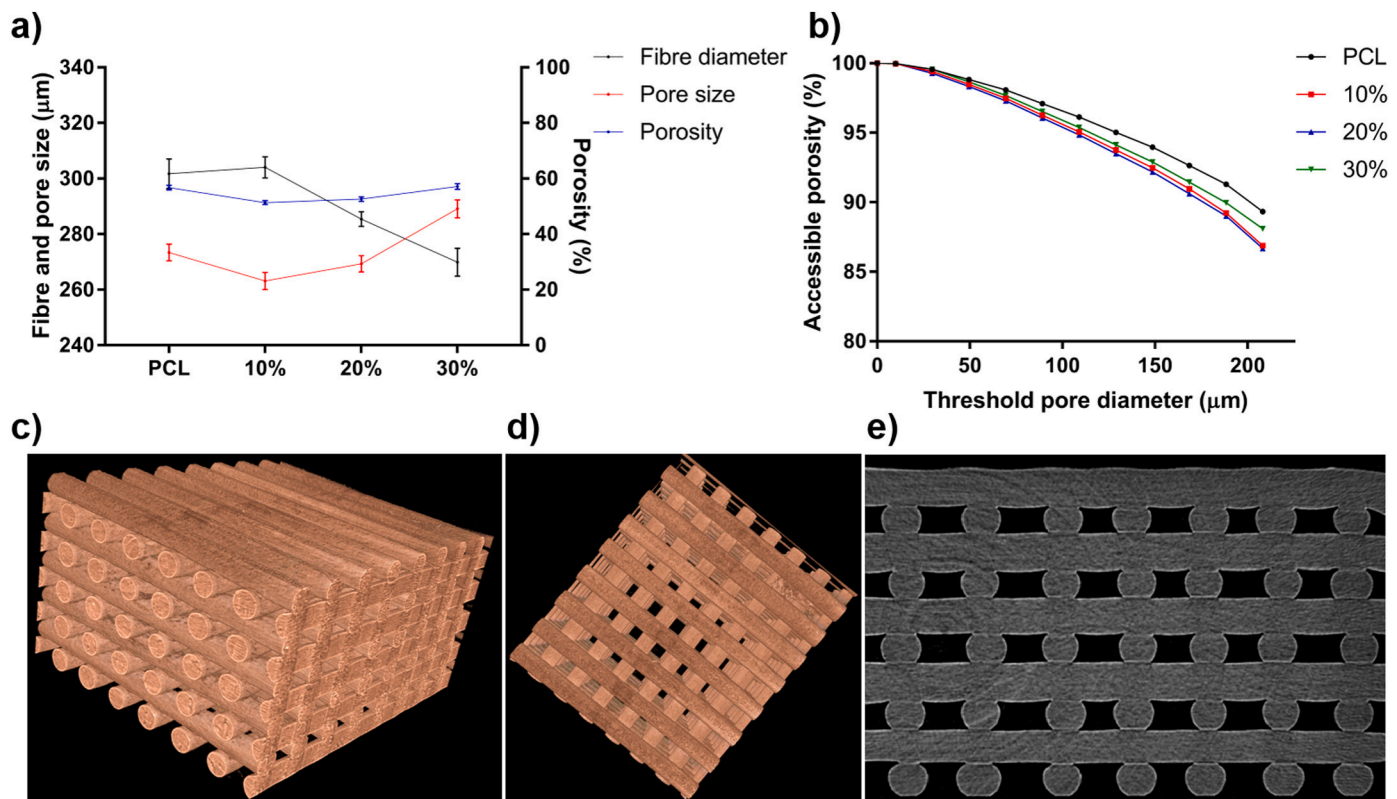 a)
340
320
300
280
260
240
Fibre and pore size (μm)
100
80
60
40
20
0
Porosity (%)
PCL 10% 20% 30%
Fibre diameter
Pore size
Porosity
b)
100
95
90
85
80
Accessible porosity (%)
0 50 100 150 200
Threshold pore diameter (μm)
PCL
10%
20%
30%
c)
d)
e)